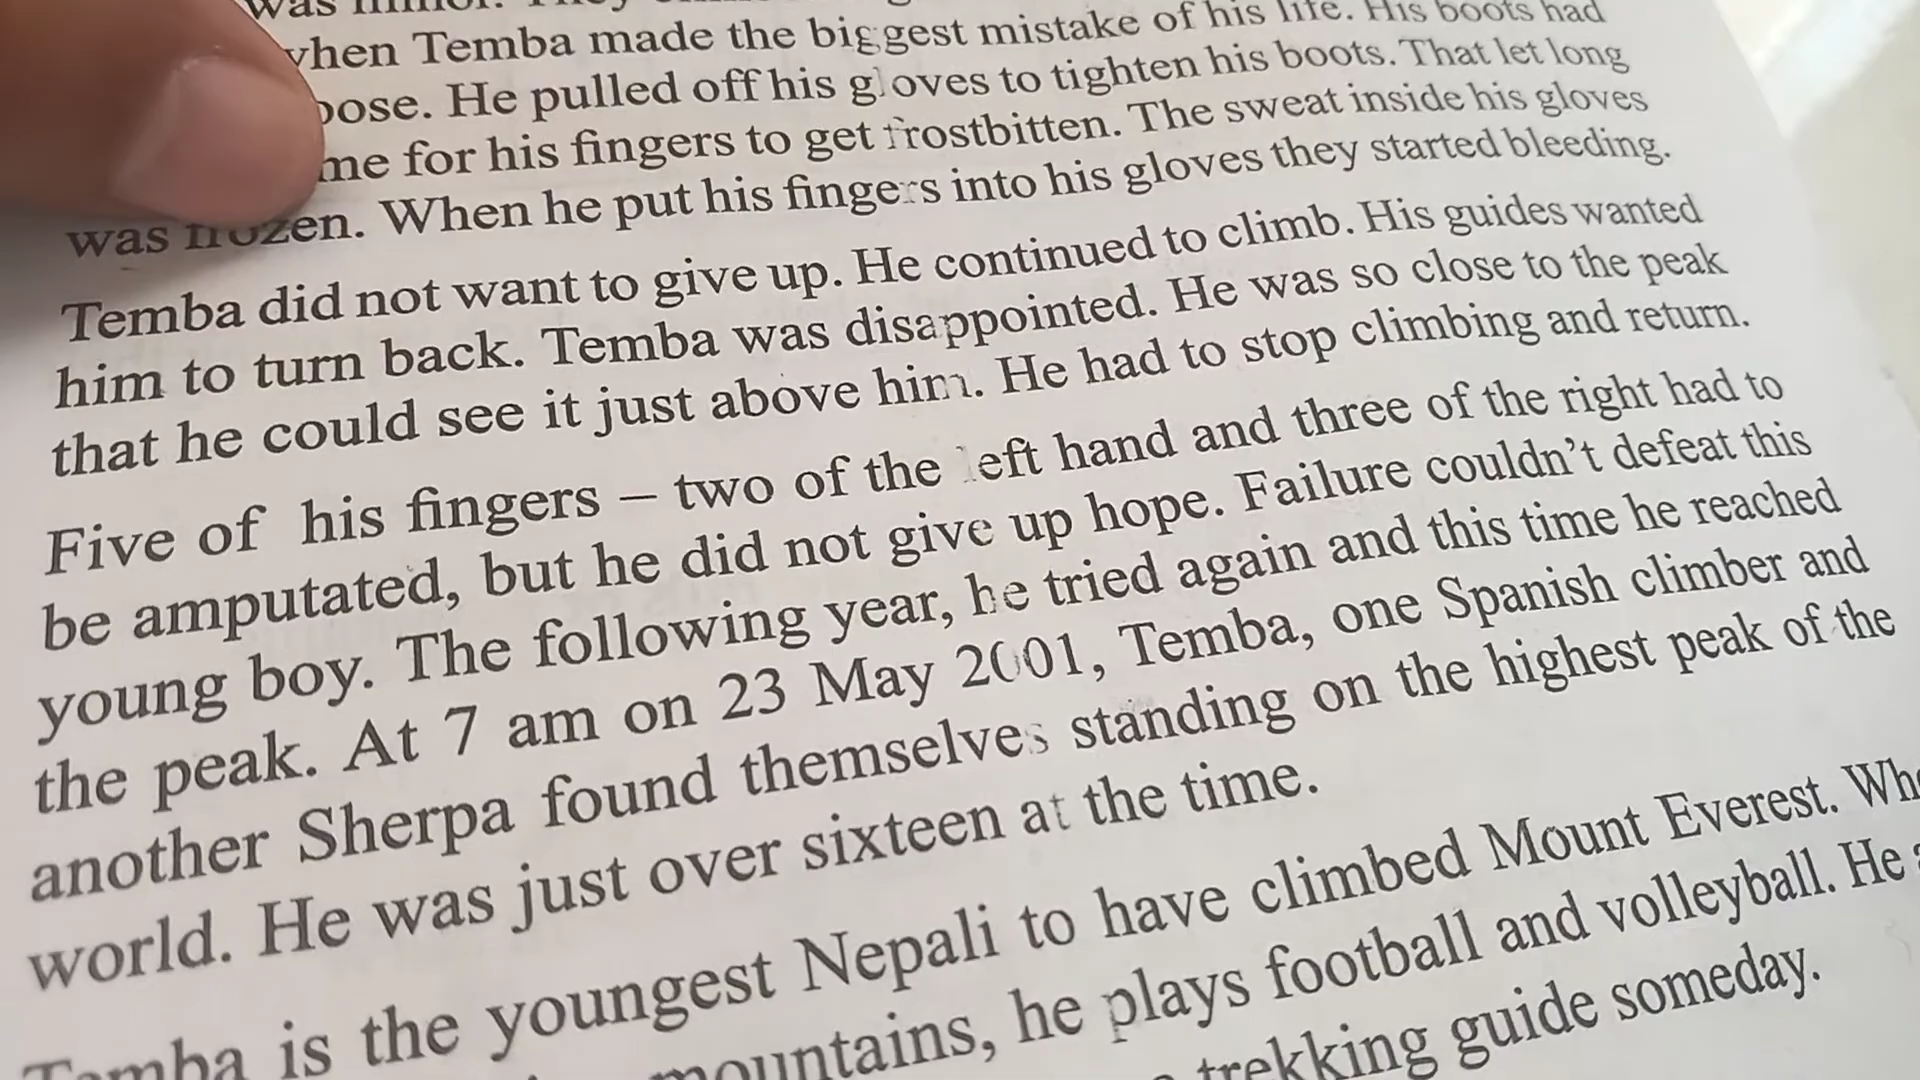 when Temba made the biggest mistake of his life. His boots had
He pulled off his gloves to tighten his boots. That let long
for his fingers to get frostbitten. The sweat inside his gloves
was frozen. When he put his fingers into his gloves they started bleeding.
Temba did not want to give up. He continued to climb. His guides wanted
him to turn back. Temba was disappointed. He was so close to the peak
that he could see it just above him. He had to stop climbing and return.
Five of his fingers – two of the left hand and three of the right had to
be amputated, but he did not give up hope. Failure couldn't defeat this
young boy. The following year, he tried again and this time he reached
the peak. At 7 am on 23 May 2001, Temba, one Spanish climber and
another Sherpa found themselves standing on the highest peak of the
world. He was just over sixteen at the time.
Temba is the youngest Nepali to have climbed Mount Everest.
mountains, he plays football and volleyball. He
trekking guide someday.